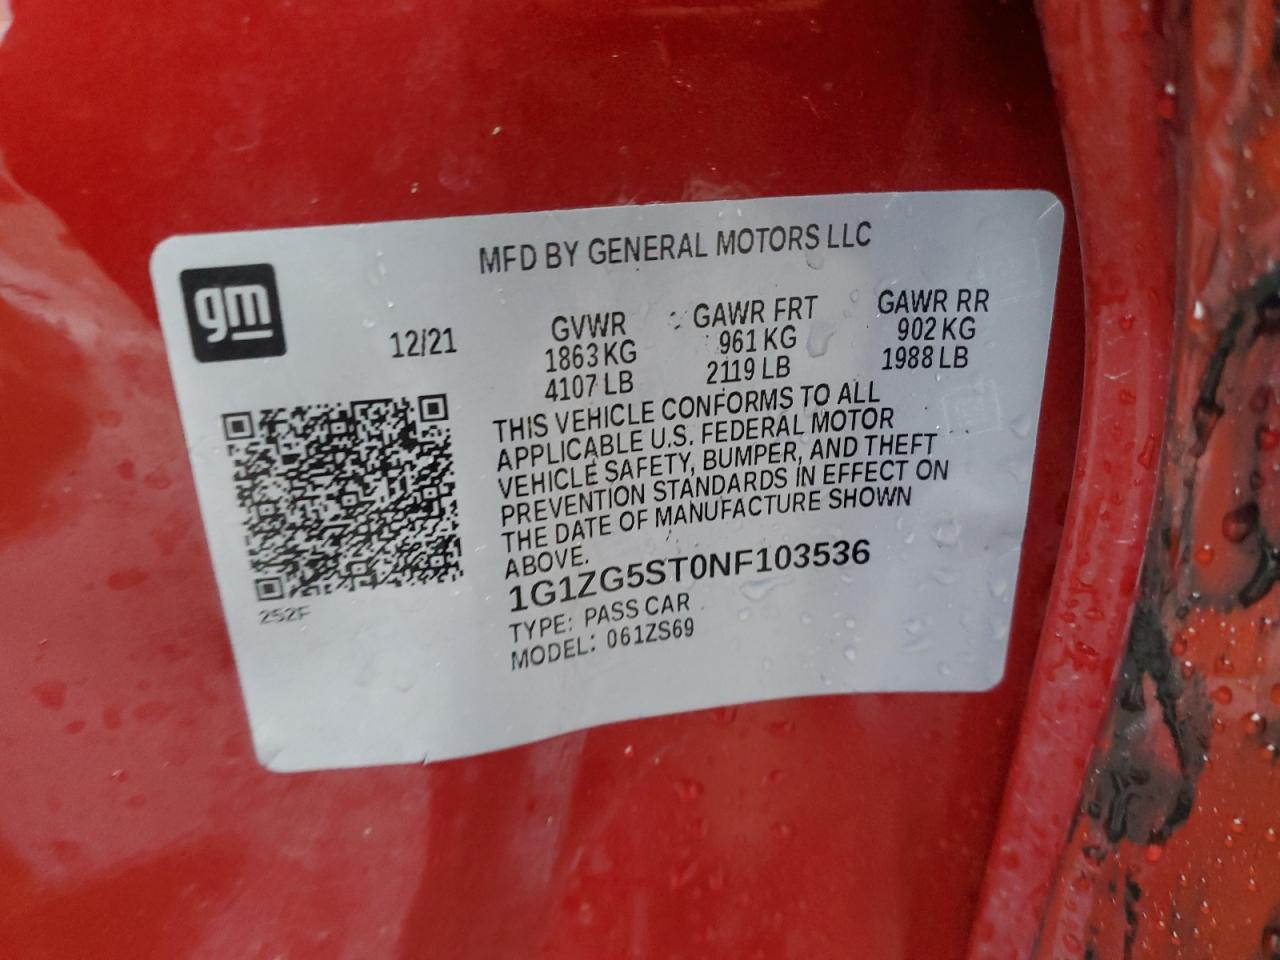 MFD BY GENERAL MOTORS LLC
gm
12/21
GVWR GAWR FRT GAWR RR
1863 KG 961 KG 902 KG
4107 LB 2119 LB 1988 LB
THIS VEHICLE CONFORMS TO ALL
APPLICABLE U.S. FEDERAL MOTOR
VEHICLE SAFETY, BUMPER, AND THEFT
PREVENTION STANDARDS IN EFFECT ON
THE DATE OF MANUFACTURE SHOWN
ABOVE.
1G1ZG5ST0NF103536
TYPE: PASS CAR
MODEL: 061ZS69
252F